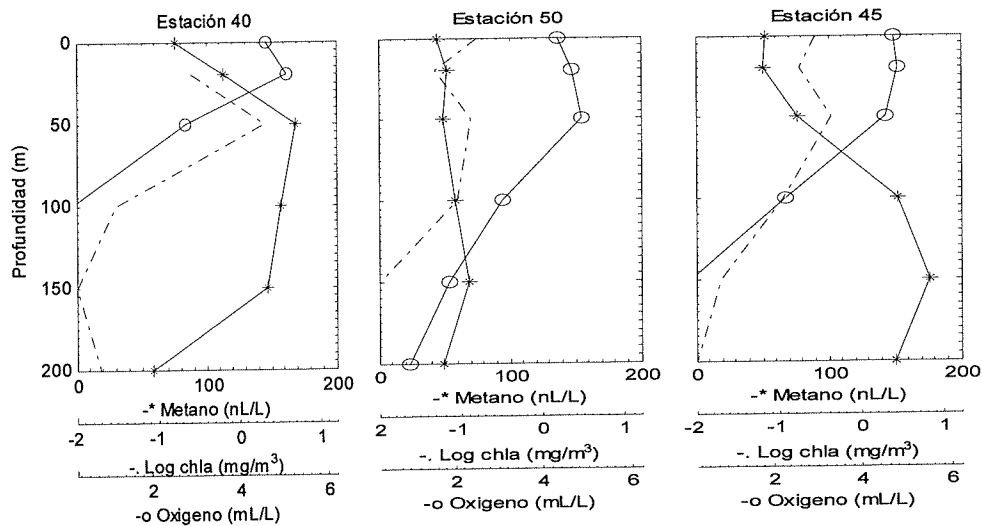 Estación 40
0
50
100
150
200
Profundidad (m)
0 100 200
-* Metano (nL/L)
-2 -1 0 1
-. Log chla (mg/m³)
2 4 6
-o Oxigeno (mL/L)
Estación 50
0 100 200
-* Metano (nL/L)
2 -1 0 1
-. Log chla (mg/m³)
2 4 6
-o Oxigeno (mL/L)
Estación 45
0 100 200
-* Metano (nL/L)
-2 -1 0 1
-. Log chla (mg/m³)
2 4 6
-o Oxigeno (mL/L)